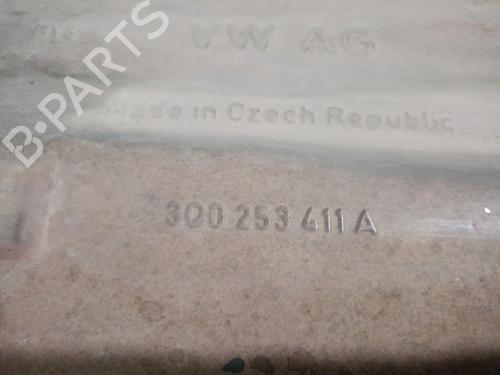 VW AG
Made in Czech Republic
3Q0 253 411 A
B-PARTS